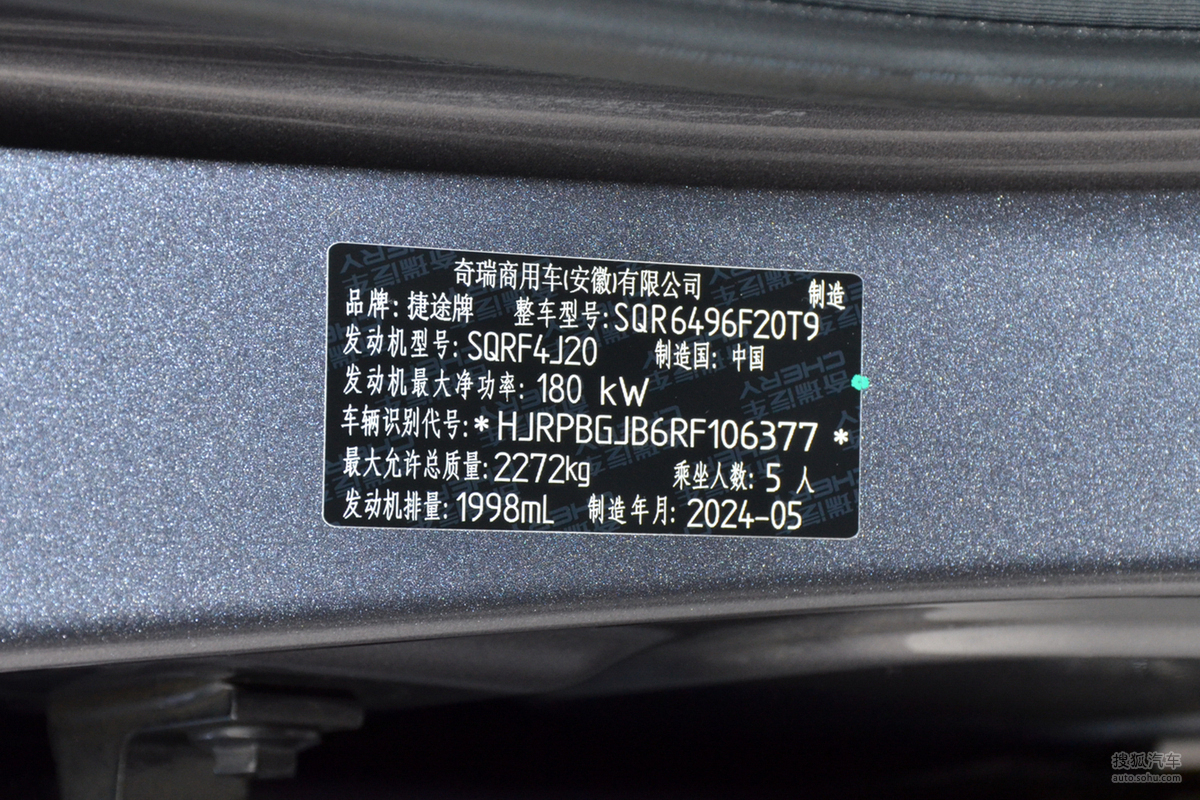 奇瑞商用车(安徽)有限公司 制造
品牌: 捷途牌 整车型号: SQR6496F20T9
发动机型号: SQRF4J20 制造国: 中国
发动机最大净功率: 180 kW
车辆识别代号: * HJRPBGJB6RF106377 *
最大允许总质量: 2272kg 乘坐人数: 5 人
发动机排量: 1998mL 制造年月: 2024-05
搜狐汽车
auto.sohu.com